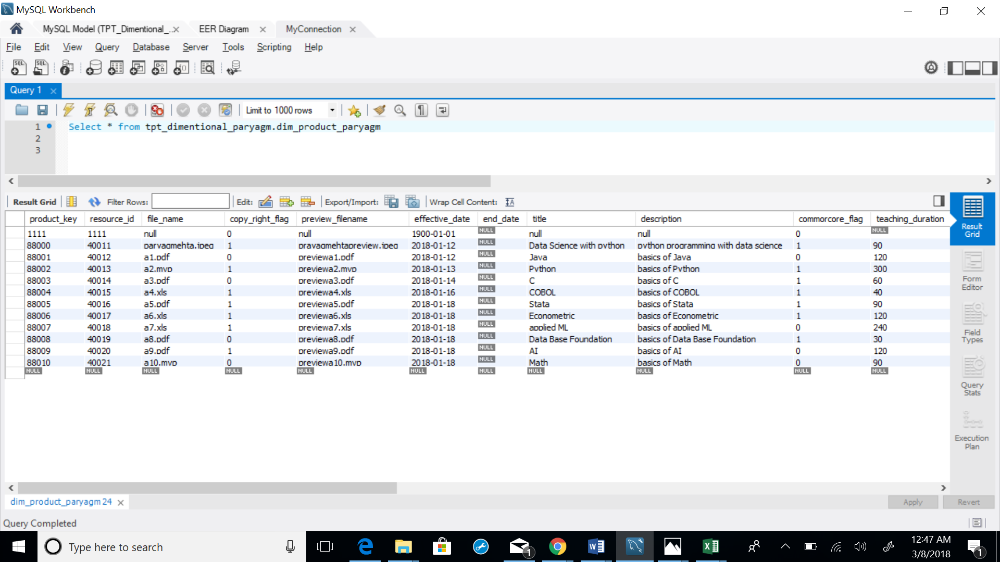 MySQL Workbench
MySQL Model (TPT_Dimentional_... EER Diagram MyConnection
File Edit View Query Database Server Tools Scripting Help
Query 1
Limit to 1000 rows
1 Select * from tpt_dimentional_paryagm.dim_product_paryagm
2
3
Result Grid Filter Rows: Edit: Export/Import: Wrap Cell Content:
product_key resource_id file_name copy_right_flag preview_filename effective_date end_date title description commorcore_flag teaching_duration
1111 1111 null 0 null 1900-01-01 NULL null null 0 NULL
88000 40011 paryagmehta.jpeg 1 prayagmehtapreview.jpeg 2018-01-12 NULL Data Science with python python programming with data science 1 90
88001 40012 a1.pdf 0 previewa1.pdf 2018-01-12 NULL Java basics of Java 0 120
88002 40013 a2.mvp 1 previewa2.mvp 2018-01-13 NULL Python basics of Python 1 300
88003 40014 a3.pdf 0 previewa3.pdf 2018-01-14 NULL C basics of C 1 60
88004 40015 a4.xls 1 previewa4.xls 2018-01-16 NULL COBOL basics of COBOL 1 40
88005 40016 a5.pdf 1 previewa5.pdf 2018-01-18 NULL Stata basics of Stata 1 90
88006 40017 a6.xls 1 previewa6.xls 2018-01-18 NULL Econometric basics of Econometric 1 120
88007 40018 a7.xls 1 previewa7.xls 2018-01-18 NULL applied ML basics of applied ML 0 240
88008 40019 a8.pdf 0 previewa8.pdf 2018-01-18 NULL Data Base Foundation basics of Data Base Foundation 1 30
88009 40020 a9.pdf 1 previewa9.pdf 2018-01-18 NULL AI basics of AI 0 120
88010 40021 a10.mvp 0 previewa10.mvp 2018-01-18 NULL Math basics of Math 0 90
NULL NULL NULL NULL NULL NULL NULL NULL NULL NULL NULL
Result
Grid
Form
Editor
Field
Types
Query
Stats
Execution
Plan
dim_product_paryagm 24
Apply Revert
Query Completed
Type here to search
1
12:47 AM
3/8/2018
1